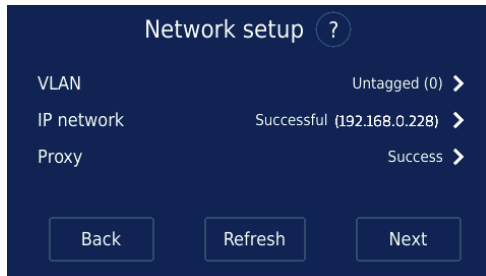 Network setup ?
VLAN Untagged (0)
IP network Successful (192.168.0.228)
Proxy Success
Back Refresh Next